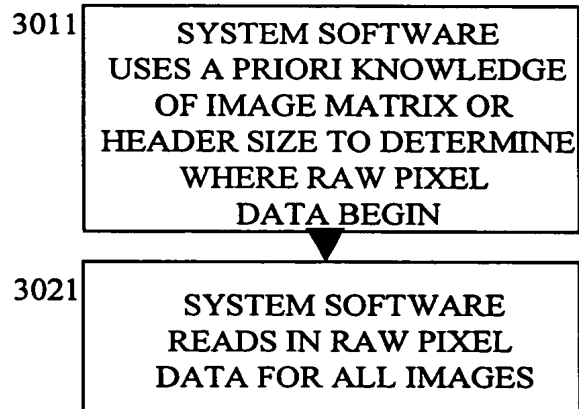 3011
SYSTEM SOFTWARE
USES A PRIORI KNOWLEDGE
OF IMAGE MATRIX OR
HEADER SIZE TO DETERMINE
WHERE RAW PIXEL
DATA BEGIN
3021
SYSTEM SOFTWARE
READS IN RAW PIXEL
DATA FOR ALL IMAGES